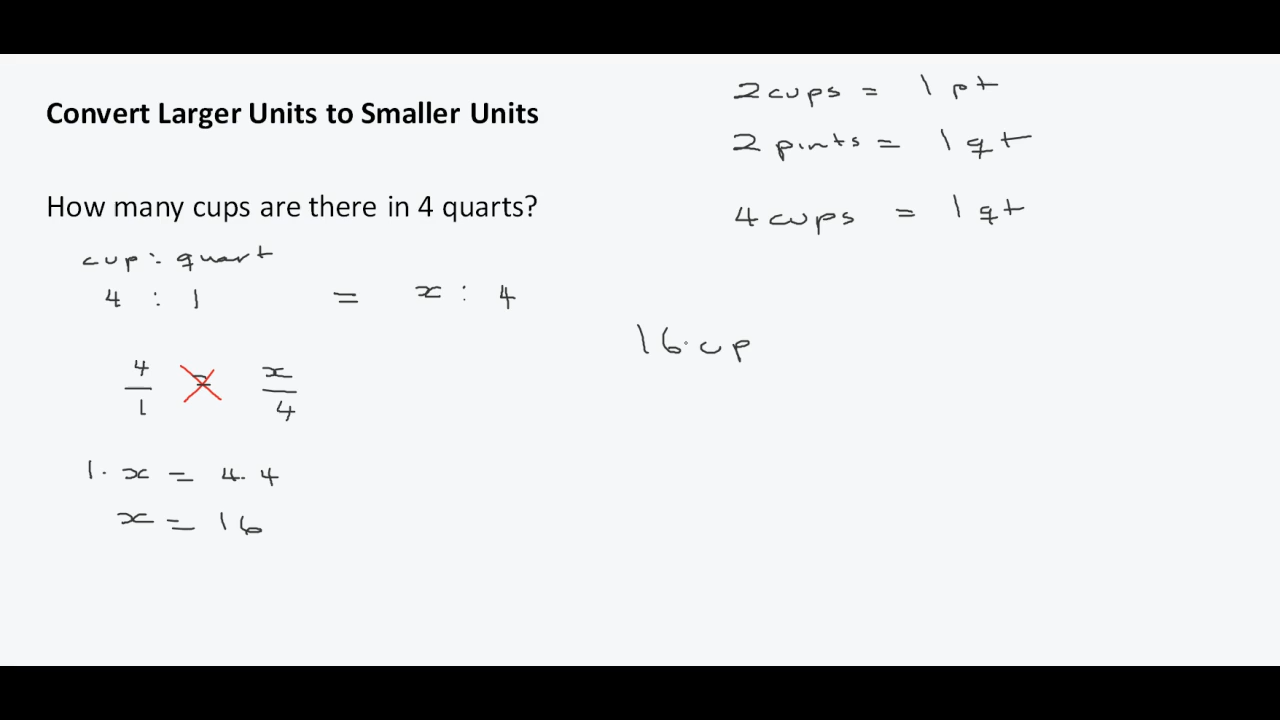 Convert Larger Units to Smaller Units
How many cups are there in 4 quarts?
cup : quart
4 : 1 = x : 4
4/1 = x/4
1. x = 4. 4
x = 16
2 cups = 1 pt
2 pints = 1 qt
4 cups = 1 qt
16 cup